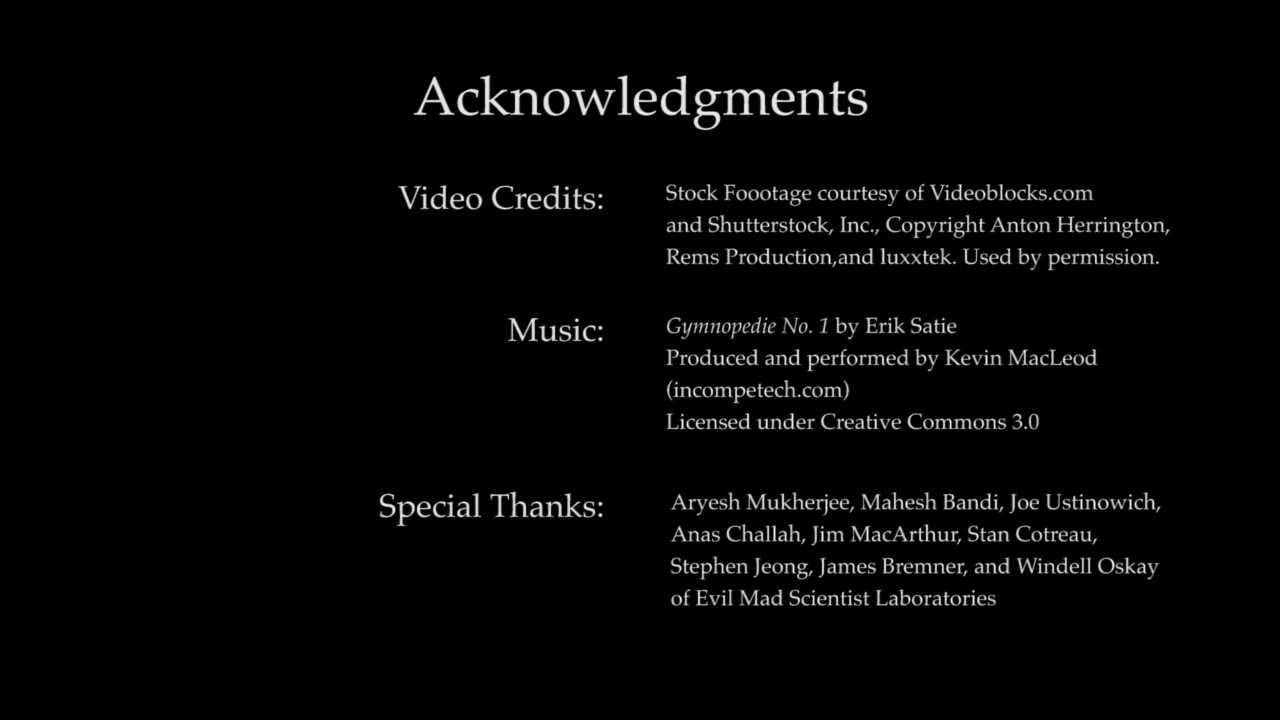 Acknowledgments
Video Credits:
Stock Foootage courtesy of Videoblocks.com
and Shutterstock, Inc., Copyright Anton Herrington,
Rems Production,and luxxtek. Used by permission.
Music:
Gymnopedie No. 1 by Erik Satie
Produced and performed by Kevin MacLeod
(incompetech.com)
Licensed under Creative Commons 3.0
Special Thanks:
Aryesh Mukherjee, Mahesh Bandi, Joe Ustinowich,
Anas Challah, Jim MacArthur, Stan Cotreau,
Stephen Jeong, James Bremner, and Windell Oskay
of Evil Mad Scientist Laboratories